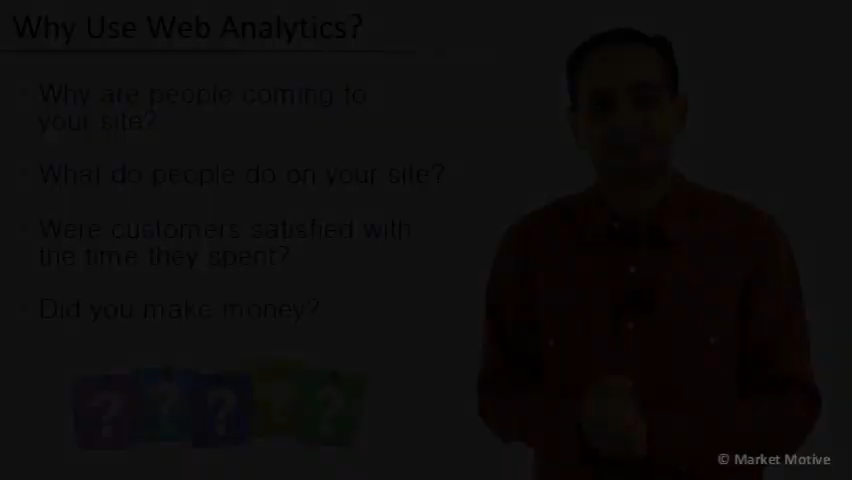 Why Use Web Analytics?
Why are people coming to
your site?
What do people do on your site?
Were customers satisfied with
the time they spent?
Did you make money?
? ? ? ? ?
© Market Motive